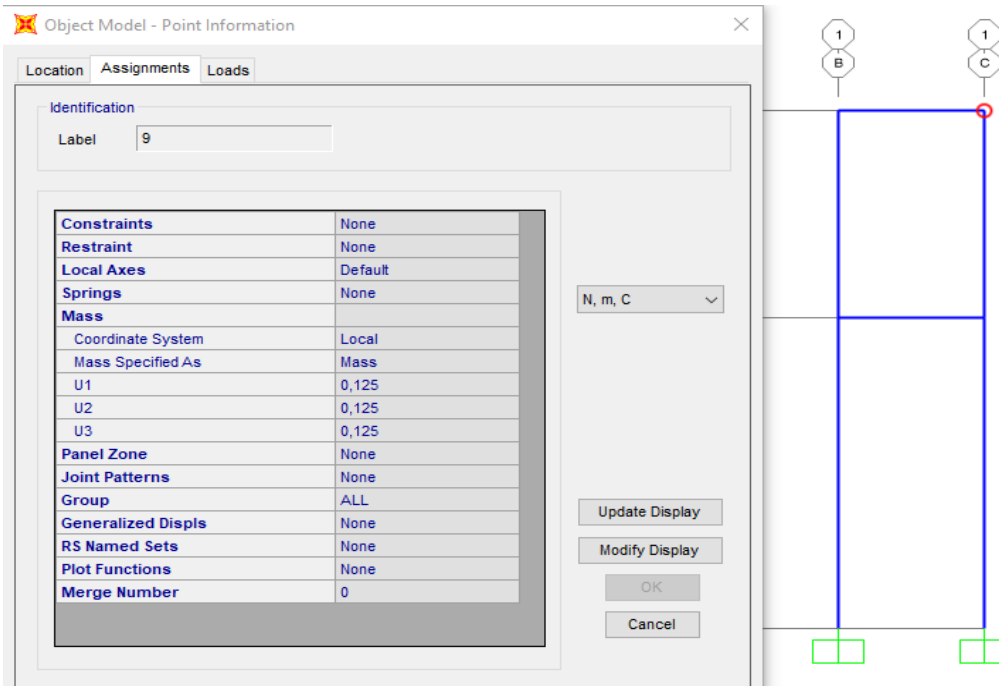 Object Model - Point Information
Location Assignments Loads
Identification
Label 9
Constraints None
Restraint None
Local Axes Default
Springs None
Mass
Coordinate System Local
Mass Specified As Mass
U1 0,125
U2 0,125
U3 0,125
Panel Zone None
Joint Patterns None
Group ALL
Generalized Displs None
RS Named Sets None
Plot Functions None
Merge Number 0
N, m, C
Update Display
Modify Display
OK
Cancel
1 1
B C